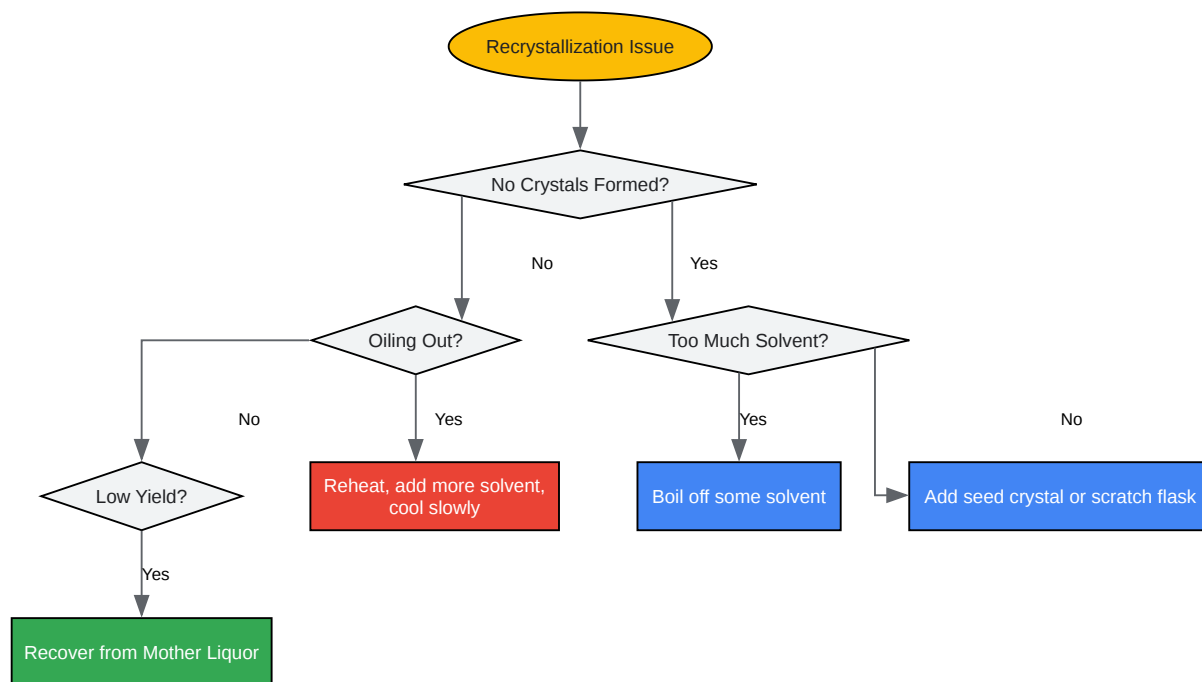 Recrystallization Issue
No Crystals Formed?
No
Yes
Oiling Out?
Too Much Solvent?
No
Yes
Yes
No
Low Yield?
Reheat, add more solvent,
cool slowly
Boil off some solvent
Add seed crystal or scratch flask
Yes
Recover from Mother Liquor